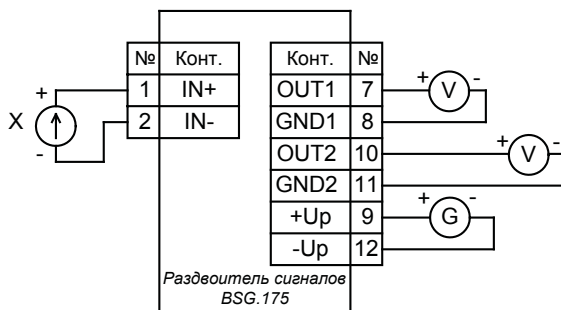 № Конт.
1 IN+
2 IN-
+
X
-
Конт. №
OUT1 7
GND1 8
OUT2 10
GND2 11
+Up 9
-Up 12
+ V -
+ V -
+ G -
Раздвоитель сигналов
BSG.175